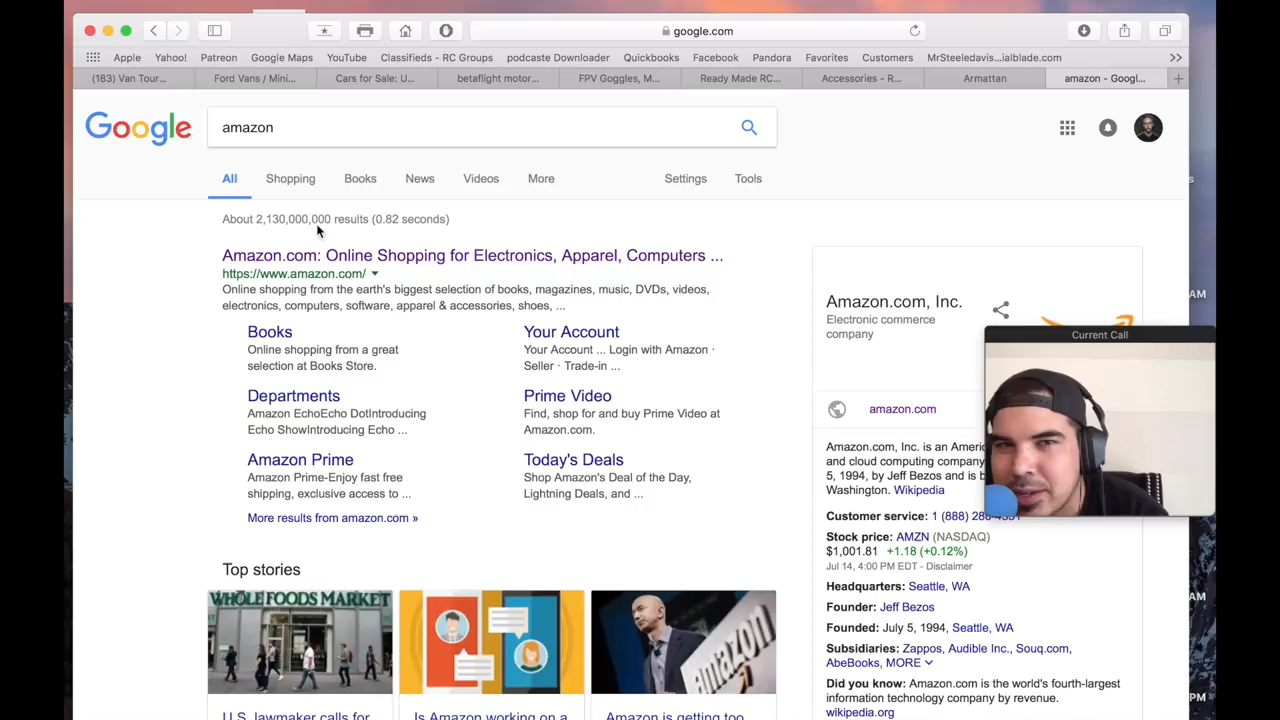 google.com
Apple Yahoo! Patreon Google Maps YouTube Classifieds - RC Groups podcaste Downloader Quickbooks Facebook Pandora Favorites Customers MrSteeledavis...ialblade.com
(183) Van Tour... Ford Vans / Mini... Cars for Sale: U... betaflight motor... FPV Goggles, M... Ready Made RC... Accessories - R... Armattan amazon - Googl...
Google amazon
All Shopping Books News Videos More Settings Tools
About 2,130,000,000 results (0.82 seconds)
Amazon.com: Online Shopping for Electronics, Apparel, Computers ...
https://www.amazon.com/
Online shopping from the earth's biggest selection of books, magazines, music, DVDs, videos,
electronics, computers, software, apparel & accessories, shoes, ...
Books
Online shopping from a great
selection at Books Store.
Your Account
Your Account ... Login with Amazon ·
Seller · Trade-in ...
Departments
Amazon EchoEcho DotIntroducing
Echo ShowIntroducing Echo ...
Prime Video
Find, shop for and buy Prime Video at
Amazon.com.
Amazon Prime
Amazon Prime-Enjoy fast free
shipping, exclusive access to ...
Today's Deals
Shop Amazon's Deal of the Day,
Lightning Deals, and ...
More results from amazon.com »
Top stories
WHOLE FOODS MARKET
amazon
U.S. lawmaker calls for
Is Amazon working on a
Amazon is getting too
Amazon.com, Inc.
Electronic commerce
company
Current Call
amazon.com
Amazon.com, Inc. is an
and cloud computing company
5, 1994, by Jeff Bezos and is
Washington. Wikipedia
Customer service: 1 (888)
Stock price: AMZN (NASDAQ)
$1,001.81 +1.18 (+0.12%)
Jul 14, 4:00 PM EDT - Disclaimer
Headquarters: Seattle, WA
Founder: Jeff Bezos
Founded: July 5, 1994, Seattle, WA
Subsidiaries: Zappos, Audible Inc., Souq.com,
AbeBooks, MORE
Did you know: Amazon.com is the world's fourth-largest
information technology company by revenue.
wikipedia.org
AM
AM
PM